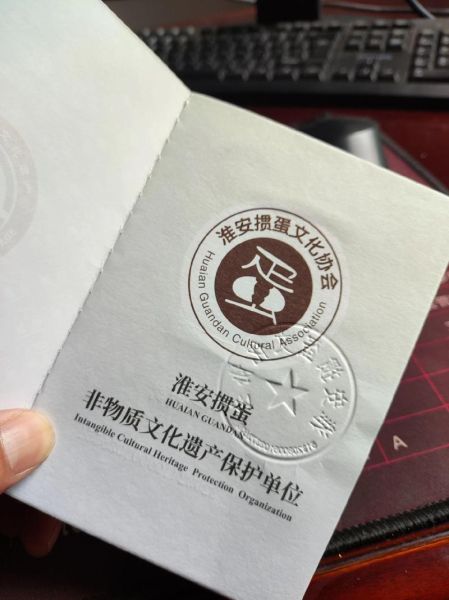 淮安掼蛋文化协会
蛋
Huaian Guandan Cultural Association
淮安掼蛋
HUAIAN GUANDAN
非物质文化遗产保护单位
Intangible Cultural Heritage Protection Organization
A